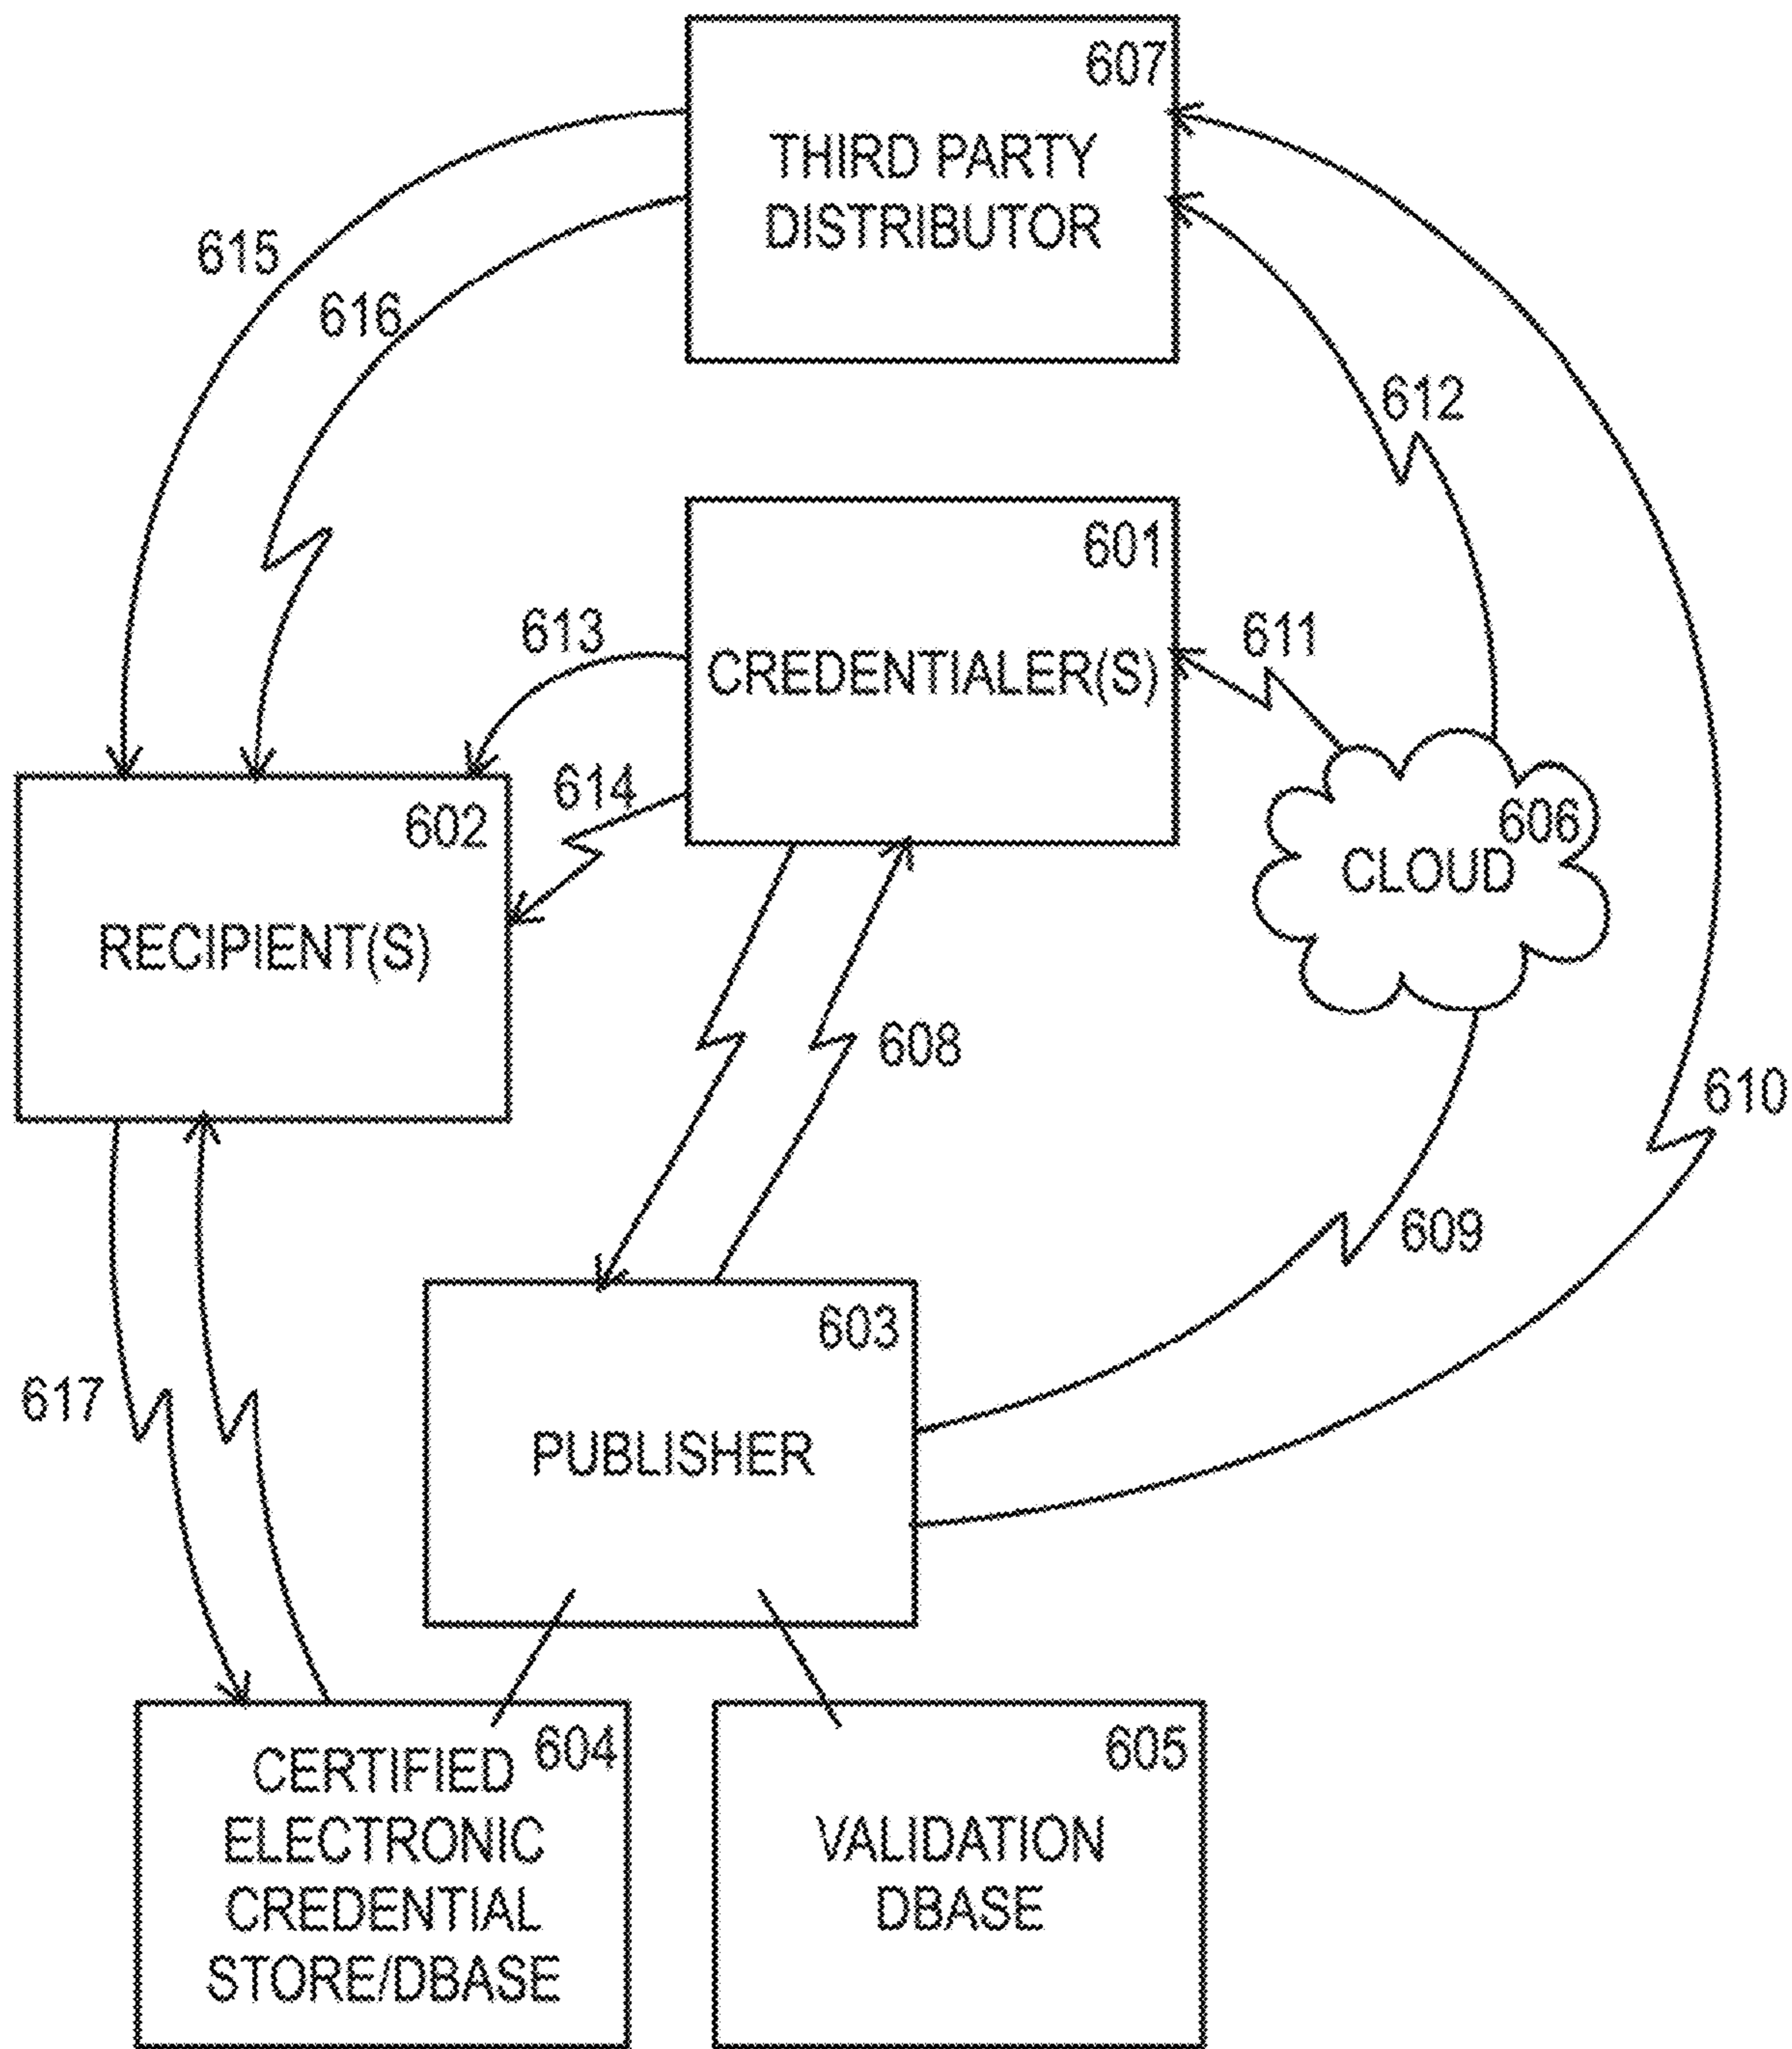 607
THIRD PARTY
DISTRIBUTOR
615
616
612
601
CREDENTIALER(S)
613
611
614
602
RECIPIENT(S)
606
CLOUD
608
610
609
603
PUBLISHER
617
604
CERTIFIED
ELECTRONIC
CREDENTIAL
STORE/DBASE
605
VALIDATION
DBASE